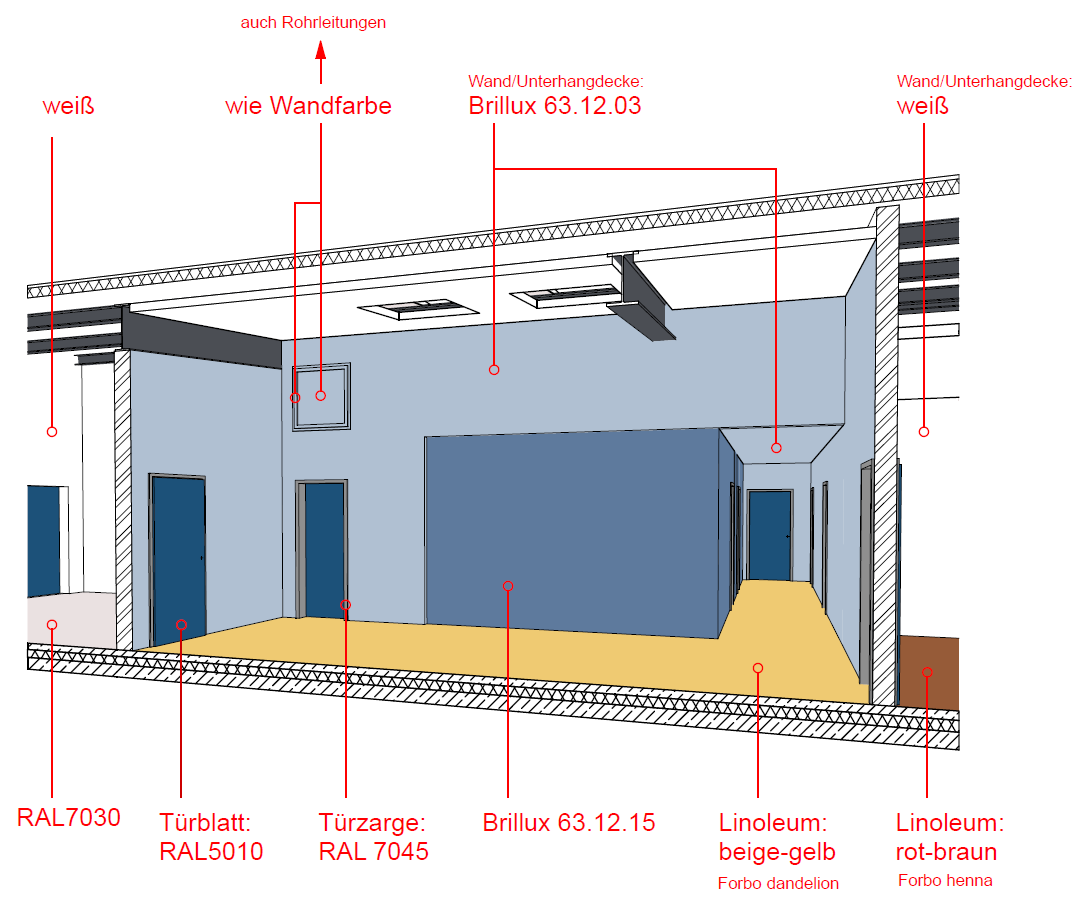 auch Rohrleitungen
weiß
wie Wandfarbe
Wand/Unterhangdecke:
Brillux 63.12.03
Wand/Unterhangdecke:
weiß
RAL7030
Türblatt:
RAL5010
Türzarge:
RAL 7045
Brillux 63.12.15
Linoleum:
beige-gelb
Forbo dandelion
Linoleum:
rot-braun
Forbo henna